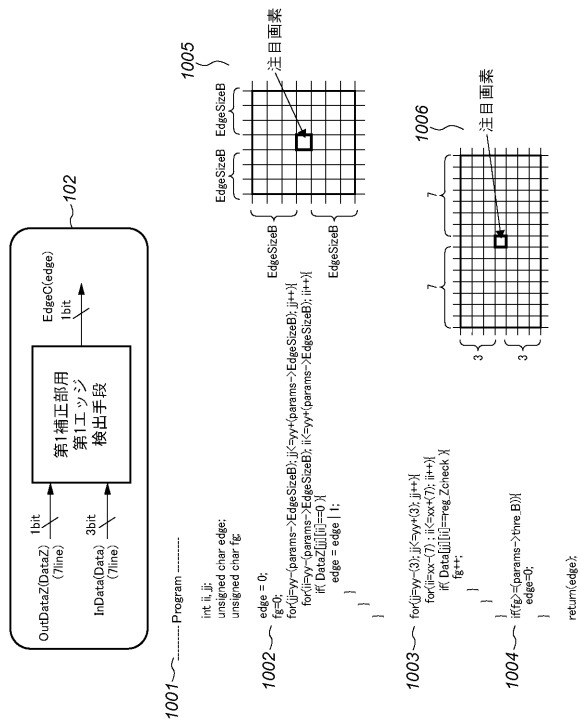 102
OutDataZ(DataZ)
(7line)
1bit
InData(Data)
(7line)
3bit
第1補正部用
第1エッジ
検出手段
EdgeC(edge)
1bit
1001
---------- Program ----------
int ii, jj;
unsigned char edge;
unsigned char fg;
edge = 0;
fg=0;
1002
for(jj=yy-(params->EdgeSizeB); jj<=yy+(params->EdgeSizeB); jj++){
for(ii=yy-(params->EdgeSizeB); ii<=yy+(params->EdgeSizeB); ii++){
if( DataZ[jj][ii]==0 ){
edge = edge | 1;
}
}
}
1003
for(jj=yy-(3); jj<=yy+(3); jj++){
for(ii=xx-(7) ; ii<=xx+(7); ii++){
if( Data[jj][ii]==reg_Zcheck ){
fg++;
}
}
}
1004
if(fg>=(params->thre_B)){
edge=0;
}
return(edge);
1005
EdgeSizeB
EdgeSizeB
EdgeSizeB
EdgeSizeB
注目画素
1006
7
7
3
3
注目画素